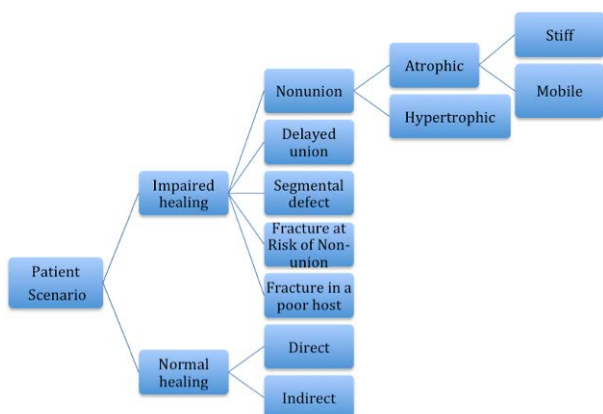 Patient
Scenario
Impaired
healing
Normal
healing
Nonunion
Delayed
union
Segmental
defect
Fracture at
Risk of Non-
union
Fracture in a
poor host
Direct
Indirect
Atrophic
Hypertrophic
Stiff
Mobile